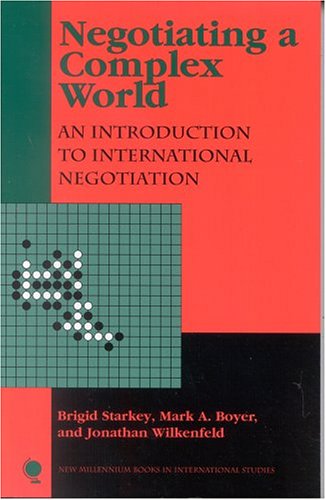 Negotiating a
Complex
World
AN INTRODUCTION
TO INTERNATIONAL
NEGOTIATION
Brigid Starkey, Mark A. Boyer,
and Jonathan Wilkenfeld
NEW MILLENNIUM BOOKS IN INTERNATIONAL STUDIES